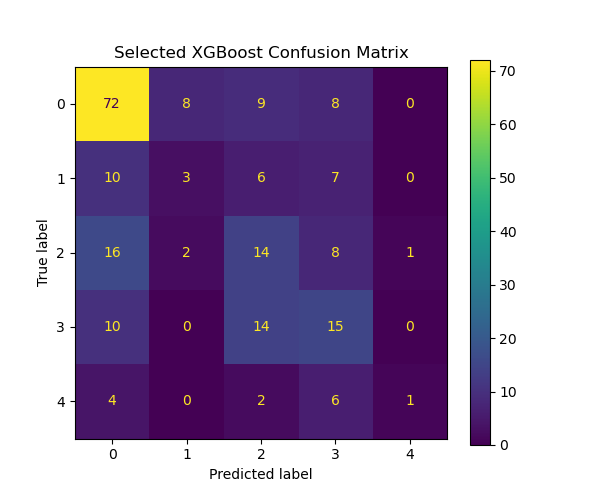 Selected XGBoost Confusion Matrix
True label
0 72 8 9 8 0
1 10 3 6 7 0
2 16 2 14 8 1
3 10 0 14 15 0
4 4 0 2 6 1
0 1 2 3 4
Predicted label
70
60
50
40
30
20
10
0